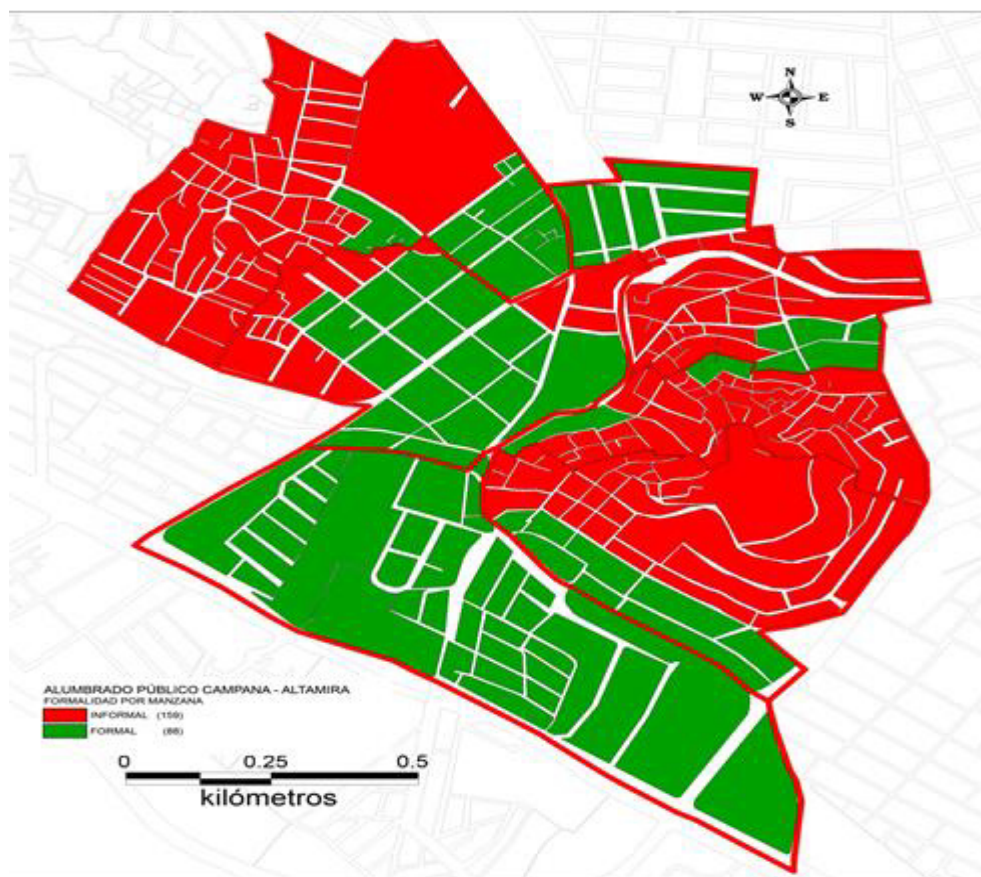 N
W E
S
ALUMBRADO PÚBLICO CAMPANA - ALTAMIRA
FORMALIDAD POR MANZANA
INFORMAL (159)
FORMAL (86)
0 0.25 0.5
kilómetros